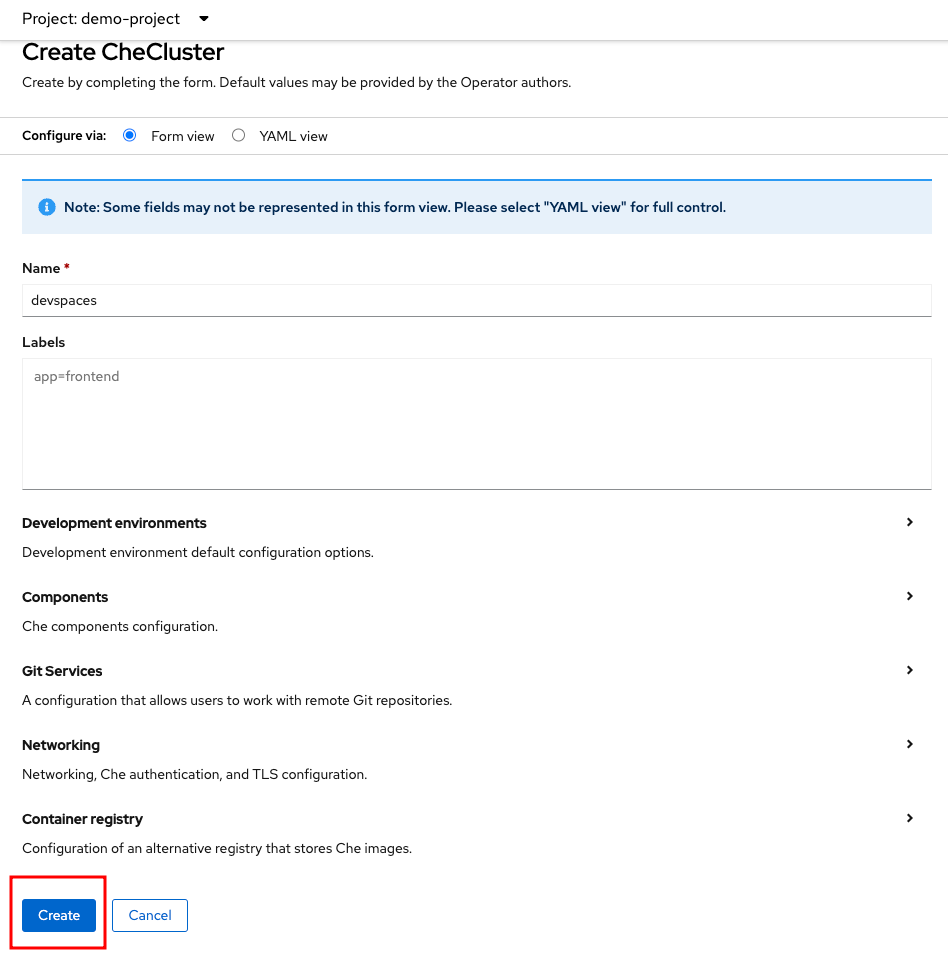 Project: demo-project
Create CheCluster
Create by completing the form. Default values may be provided by the Operator authors.
Configure via: Form view YAML view
Note: Some fields may not be represented in this form view. Please select "YAML view" for full control.
Name *
devspaces
Labels
app=frontend
Development environments
Development environment default configuration options.
Components
Che components configuration.
Git Services
A configuration that allows users to work with remote Git repositories.
Networking
Networking, Che authentication, and TLS configuration.
Container registry
Configuration of an alternative registry that stores Che images.
Create Cancel